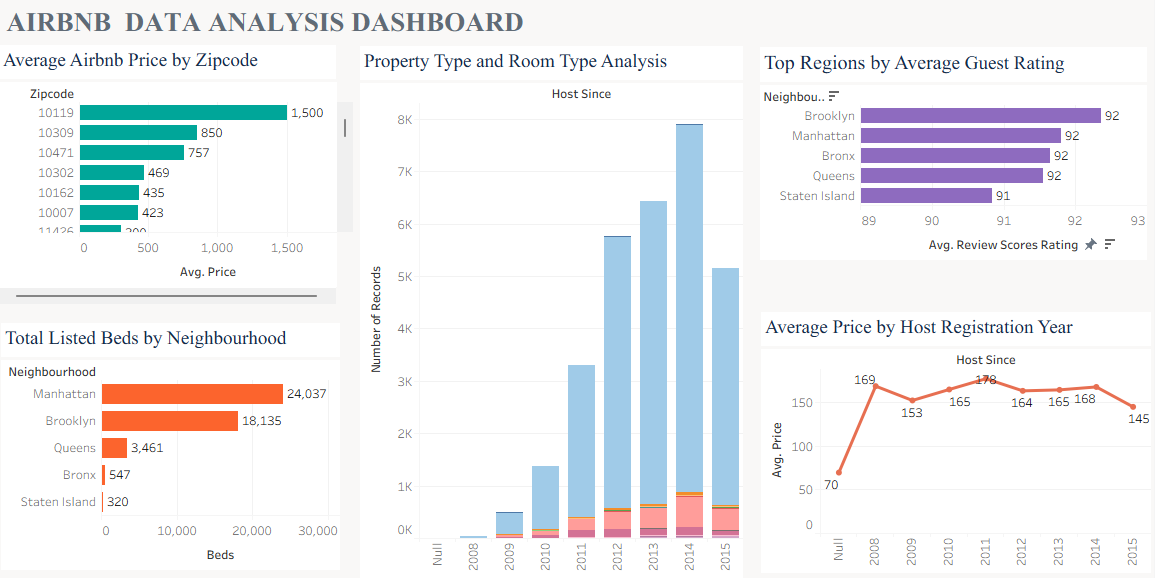 AIRBNB DATA ANALYSIS DASHBOARD
Average Airbnb Price by Zipcode
Zipcode
10119 1,500
10309 850
10471 757
10302 469
10162 435
10007 423
0 500 1,000 1,500
Avg. Price
Total Listed Beds by Neighbourhood
Neighbourhood
Manhattan 24,037
Brooklyn 18,135
Queens 3,461
Bronx 547
Staten Island 320
0 10,000 20,000 30,000
Beds
Property Type and Room Type Analysis
Host Since
8K
7K
6K
5K
4K
3K
2K
1K
0K
Number of Records
Null 2008 2009 2010 2011 2012 2013 2014 2015
Top Regions by Average Guest Rating
Neighbou..
Brooklyn 92
Manhattan 92
Bronx 92
Queens 92
Staten Island 91
89 90 91 92 93
Avg. Review Scores Rating
Average Price by Host Registration Year
Host Since
150
100
50
0
Avg. Price
70 169 153 165 178 164 165 168 145
Null 2008 2009 2010 2011 2012 2013 2014 2015